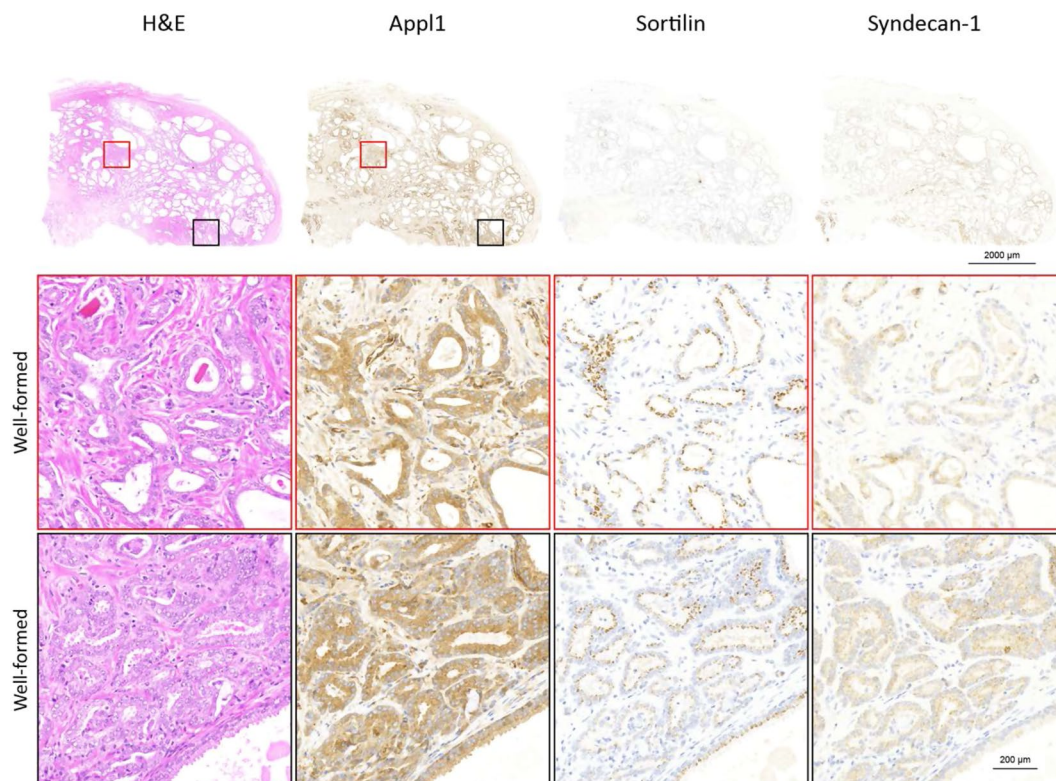 H&E Appl1 Sortilin Syndecan-1
2000 µm
Well-formed
Well-formed
200 µm